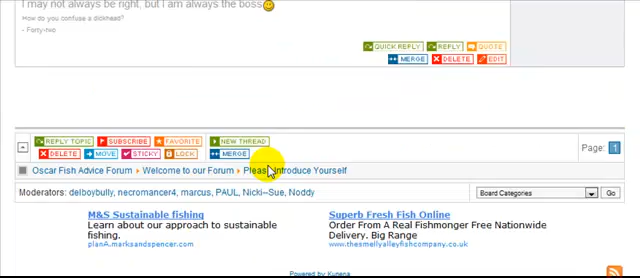 I may not always be right, but I am always the boss
How do you confuse a dickhead?
- Forty-two
QUICK REPLY REPLY QUOTE
MERGE DELETE EDIT
REPLY TOPIC SUBSCRIBE FAVORITE NEW THREAD
DELETE MOVE STICKY LOCK MERGE
Page: 1
Oscar Fish Advice Forum Welcome to our Forum Please Introduce Yourself
Moderators: delboybully, necromancer4, marcus, PAUL, Nicki--Sue, Noddy
Board Categories Go
M&S Sustainable fishing
Learn about our approach to sustainable
fishing.
planA.marksandspencer.com
Superb Fresh Fish Online
Order From A Real Fishmonger Free Nationwide
Delivery. Big Range
www.thesmellyalleyfishcompany.co.uk
Powered by Kunena